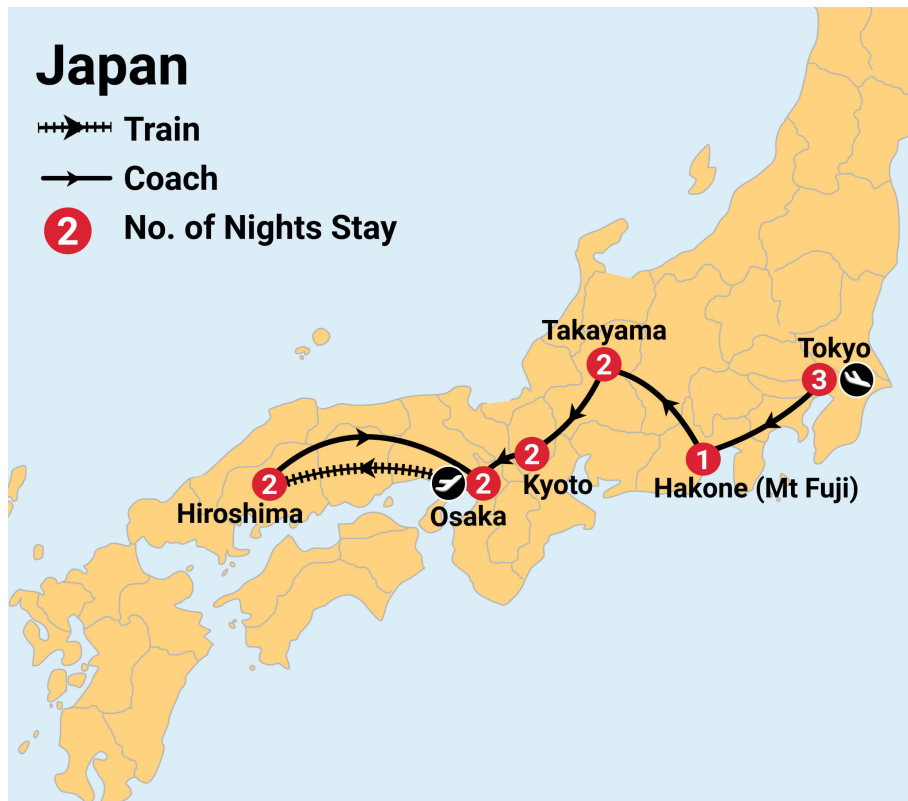 Japan
Train
Coach
2 No. of Nights Stay
Takayama
2
Tokyo
3
2
Kyoto
1
Hakone (Mt Fuji)
2
Hiroshima
2
Osaka